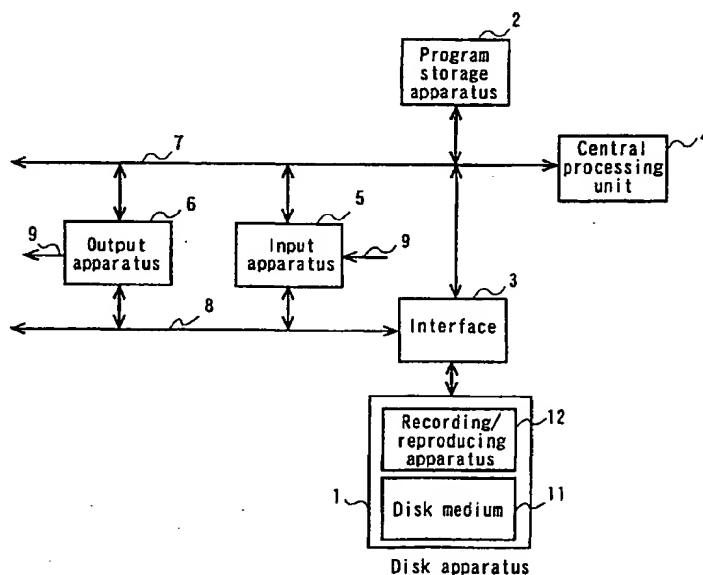 2
Program
storage
apparatus
7
4
Central
processing
unit
6
5
9
Output
apparatus
Input
apparatus
9
8
3
Interface
12
Recording/
reproducing
apparatus
1
11
Disk medium
Disk apparatus